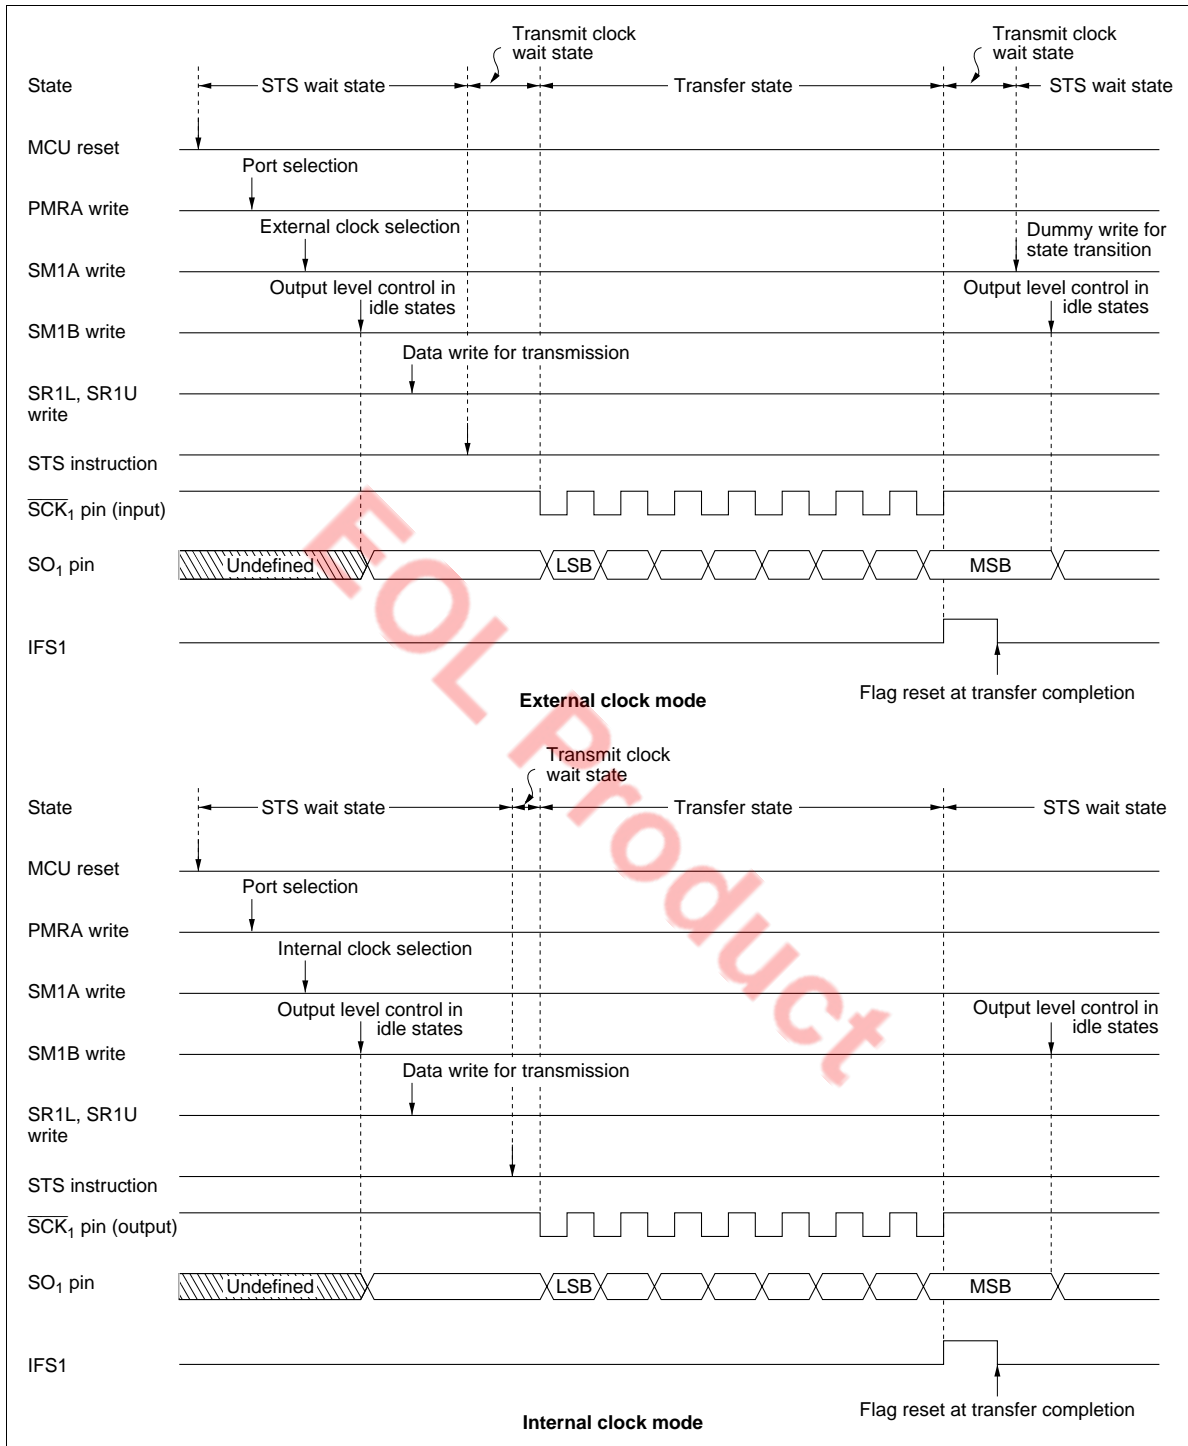 Transmit clock
wait state
Transmit clock
wait state
State
STS wait state
Transfer state
STS wait state
MCU reset
Port selection
PMRA write
External clock selection
Dummy write for
state transition
SM1A write
Output level control in
idle states
Output level control in
idle states
SM1B write
Data write for transmission
SR1L, SR1U
write
STS instruction
S̅C̅K̅₁ pin (input)
SO₁ pin
Undefined
LSB
MSB
IFS1
Flag reset at transfer completion
External clock mode
Transmit clock
wait state
State
STS wait state
Transfer state
STS wait state
MCU reset
Port selection
PMRA write
Internal clock selection
SM1A write
Output level control in
idle states
Output level control in
idle states
SM1B write
Data write for transmission
SR1L, SR1U
write
STS instruction
S̅C̅K̅₁ pin (output)
SO₁ pin
Undefined
LSB
MSB
IFS1
Flag reset at transfer completion
Internal clock mode
EOL Product